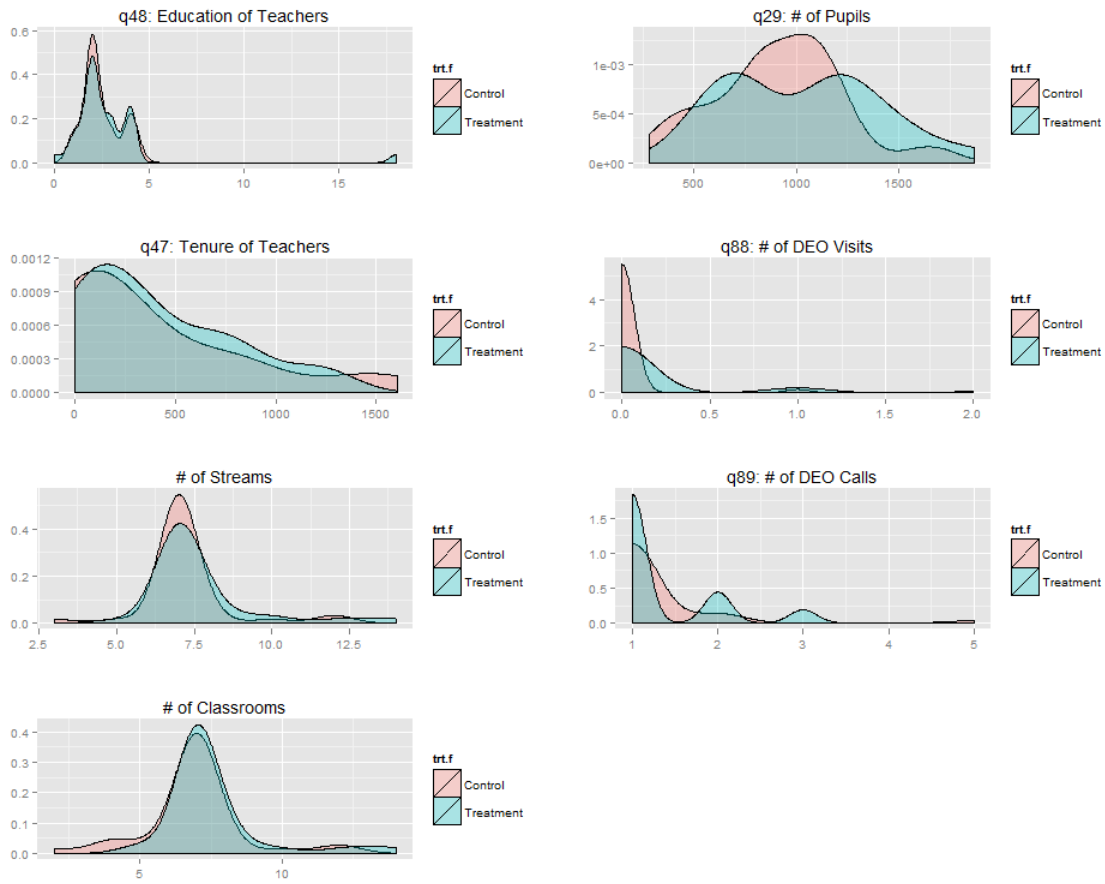 q48: Education of Teachers
0.6
0.4
0.2
0.0
0 5 10 15
trt.f
Control
Treatment
q29: # of Pupils
1e-03
5e-04
0e+00
500 1000 1500
trt.f
Control
Treatment
q47: Tenure of Teachers
0.0012
0.0009
0.0006
0.0003
0.0000
0 500 1000 1500
trt.f
Control
Treatment
q88: # of DEO Visits
4
2
0
0.0 0.5 1.0 1.5 2.0
trt.f
Control
Treatment
# of Streams
0.4
0.2
0.0
2.5 5.0 7.5 10.0 12.5
trt.f
Control
Treatment
q89: # of DEO Calls
1.5
1.0
0.5
0.0
1 2 3 4 5
trt.f
Control
Treatment
# of Classrooms
0.4
0.3
0.2
0.1
0.0
5 10
trt.f
Control
Treatment